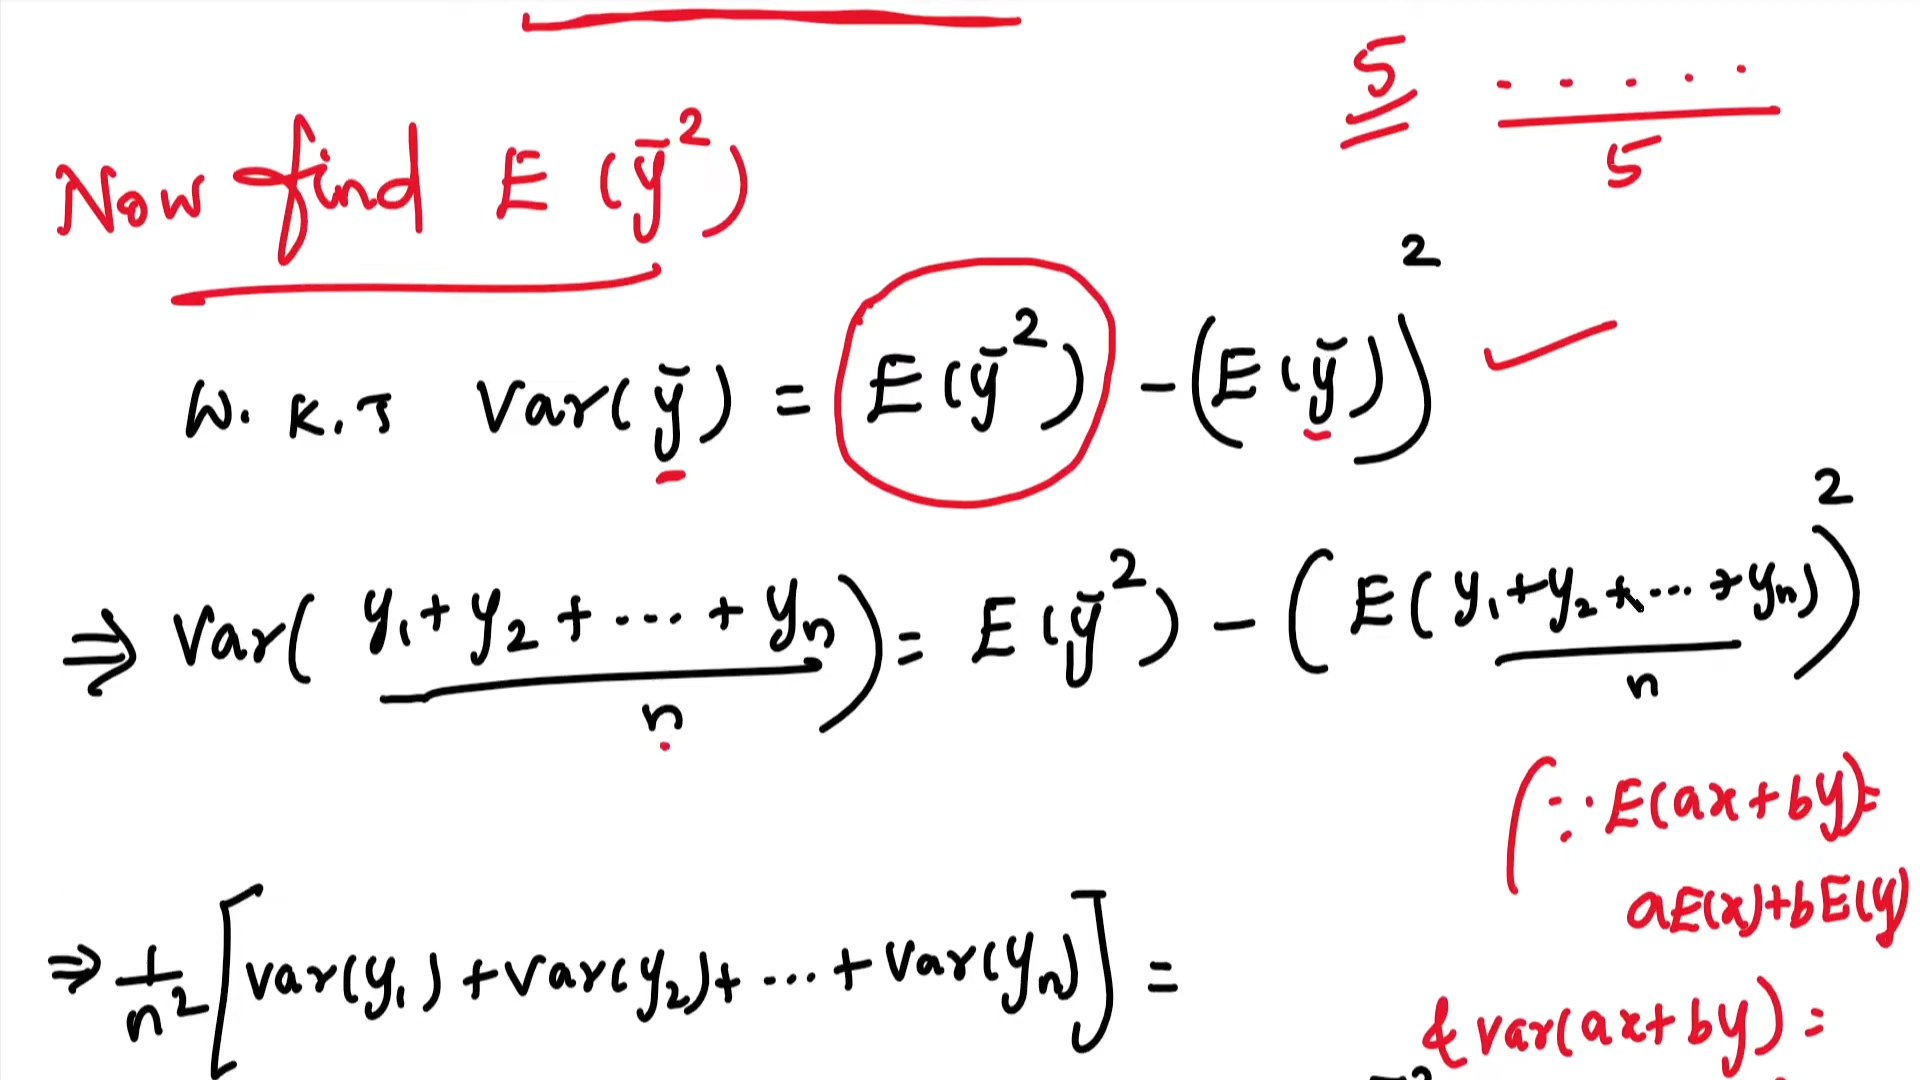 5 . . . . .
5
Now find E(ȳ²)
W.K.T Var(ȳ) = E(ȳ²) - (E(ȳ))²
⇒ Var( y₁+y₂+...+yₙ / n ) = E(ȳ²) - ( E(y₁+y₂+...+yₙ) / n )²
(∵ E(ax+by)=
aE(x)+bE(y)
⇒ 1/n² [var(y₁)+var(y₂)+...+var(yₙ)] =
& var(ax+by) =